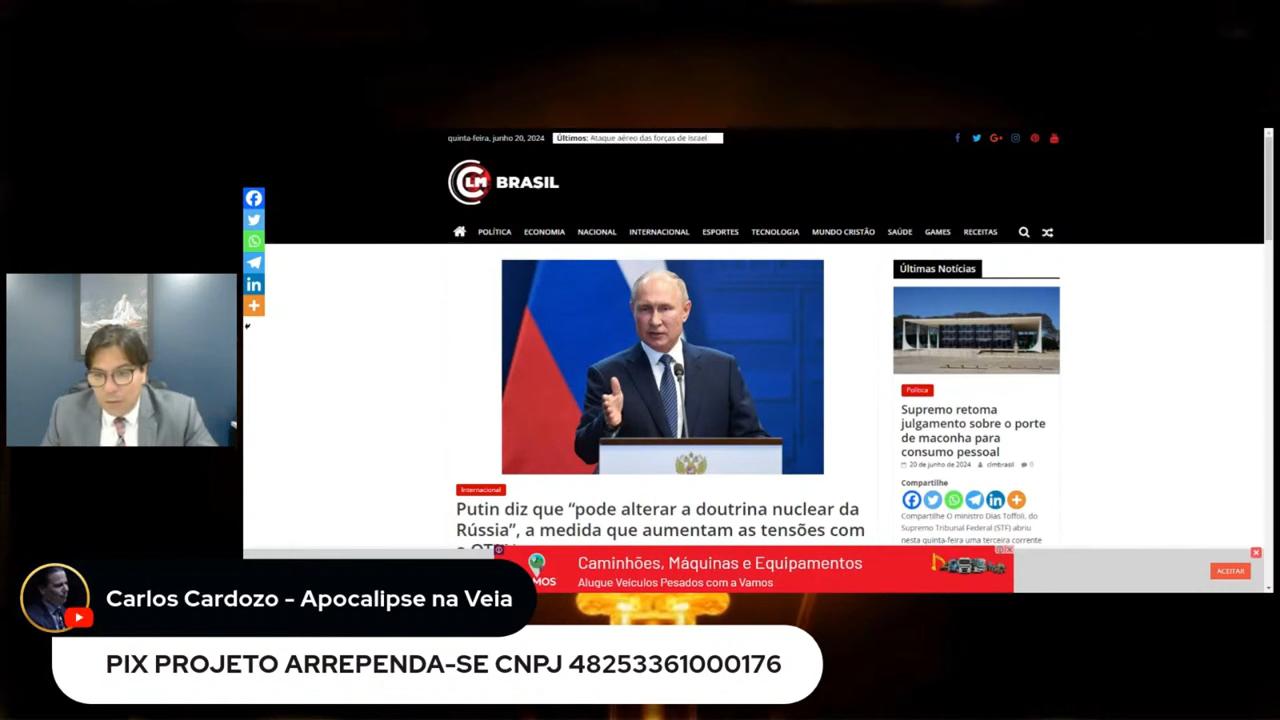 quinta-feira, junho 20, 2024
Últimos: Ataque aéreo das forças de Israel
CLM BRASIL
POLÍTICA ECONOMIA NACIONAL INTERNACIONAL ESPORTES TECNOLOGIA MUNDO CRISTÃO SAÚDE GAMES RECEITAS
Internacional
Putin diz que “pode alterar a doutrina nuclear da
Rússia”, a medida que aumentam as tensões com
Últimas Notícias
Política
Supremo retoma
julgamento sobre o porte
de maconha para
consumo pessoal
20 de junho de 2024 clmbrasil 0
Compartilhe
Compartilhe O ministro Dias Toffoli, do
Supremo Tribunal Federal (STF) abriu
nesta quinta-feira uma terceira corrente
Caminhões, Máquinas e Equipamentos
Alugue Veículos Pesados com a Vamos
ACEITAR
Carlos Cardozo - Apocalipse na Veia
PIX PROJETO ARREPENDA-SE CNPJ 48253361000176